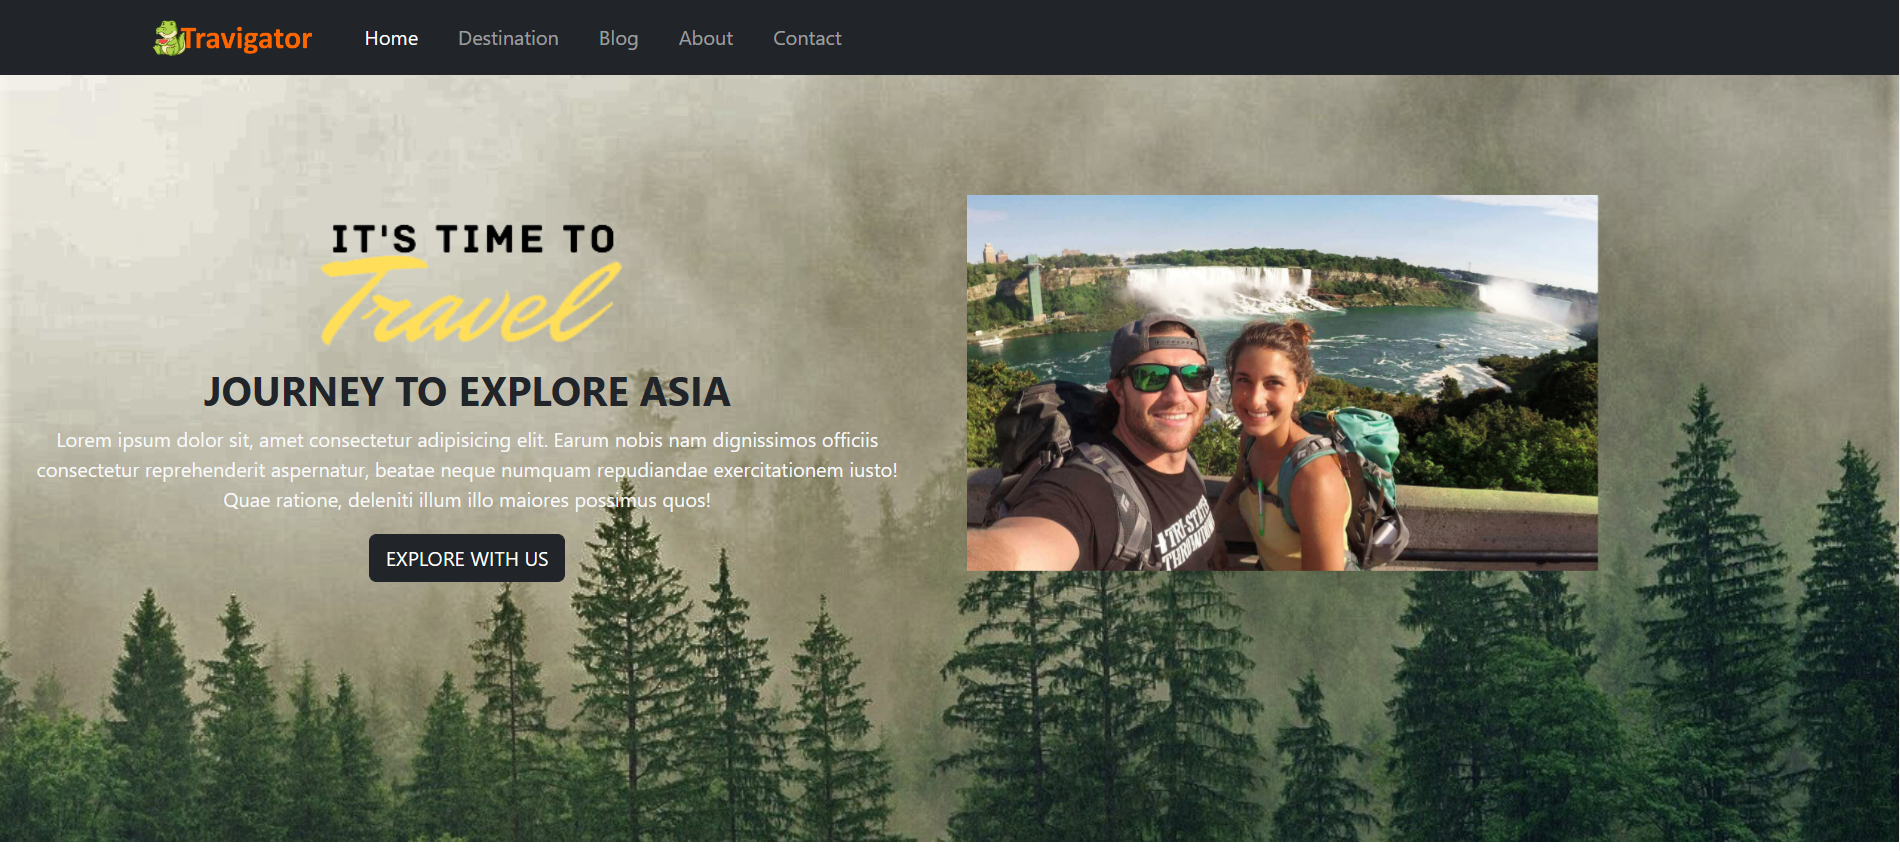 Travigator
Home Destination Blog About Contact
IT'S TIME TO
Travel
JOURNEY TO EXPLORE ASIA
Lorem ipsum dolor sit, amet consectetur adipisicing elit. Earum nobis nam dignissimos officiis
consectetur reprehenderit aspernatur, beatae neque numquam repudiandae exercitationem iusto!
Quae ratione, deleniti illum illo maiores possimus quos!
EXPLORE WITH US
TRI-STATE